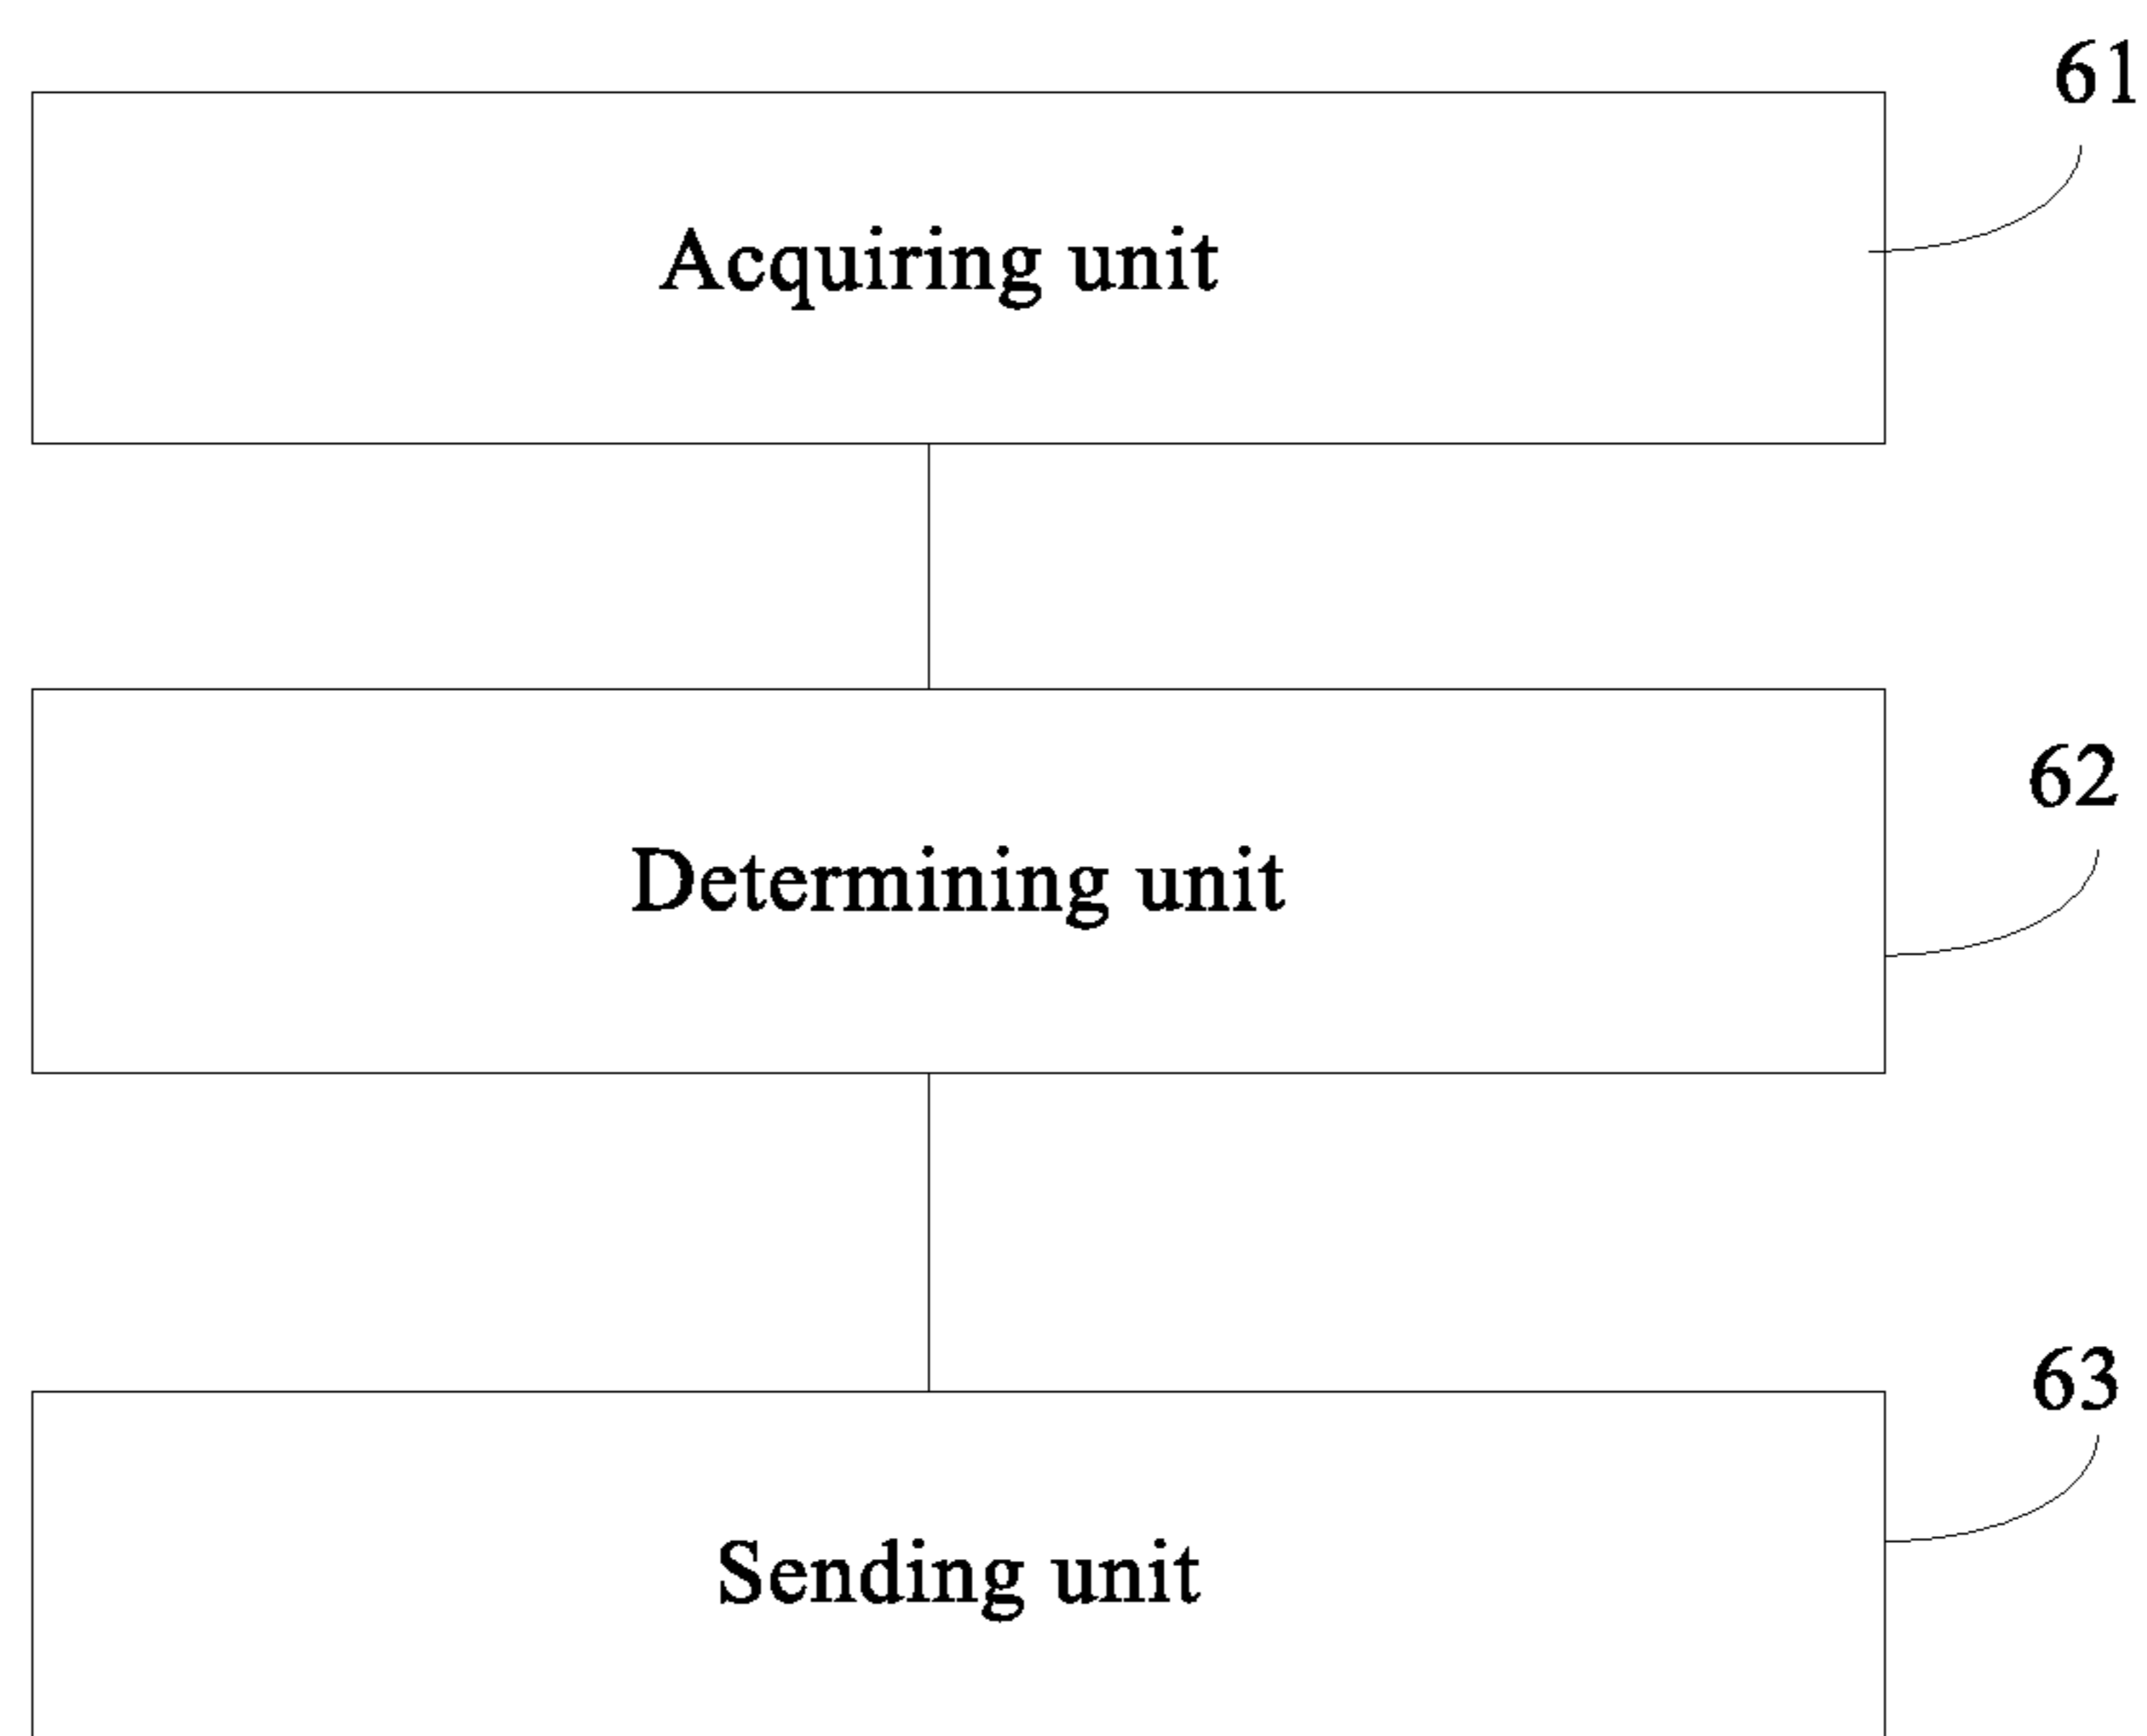 61
Acquiring unit
62
Determining unit
63
Sending unit